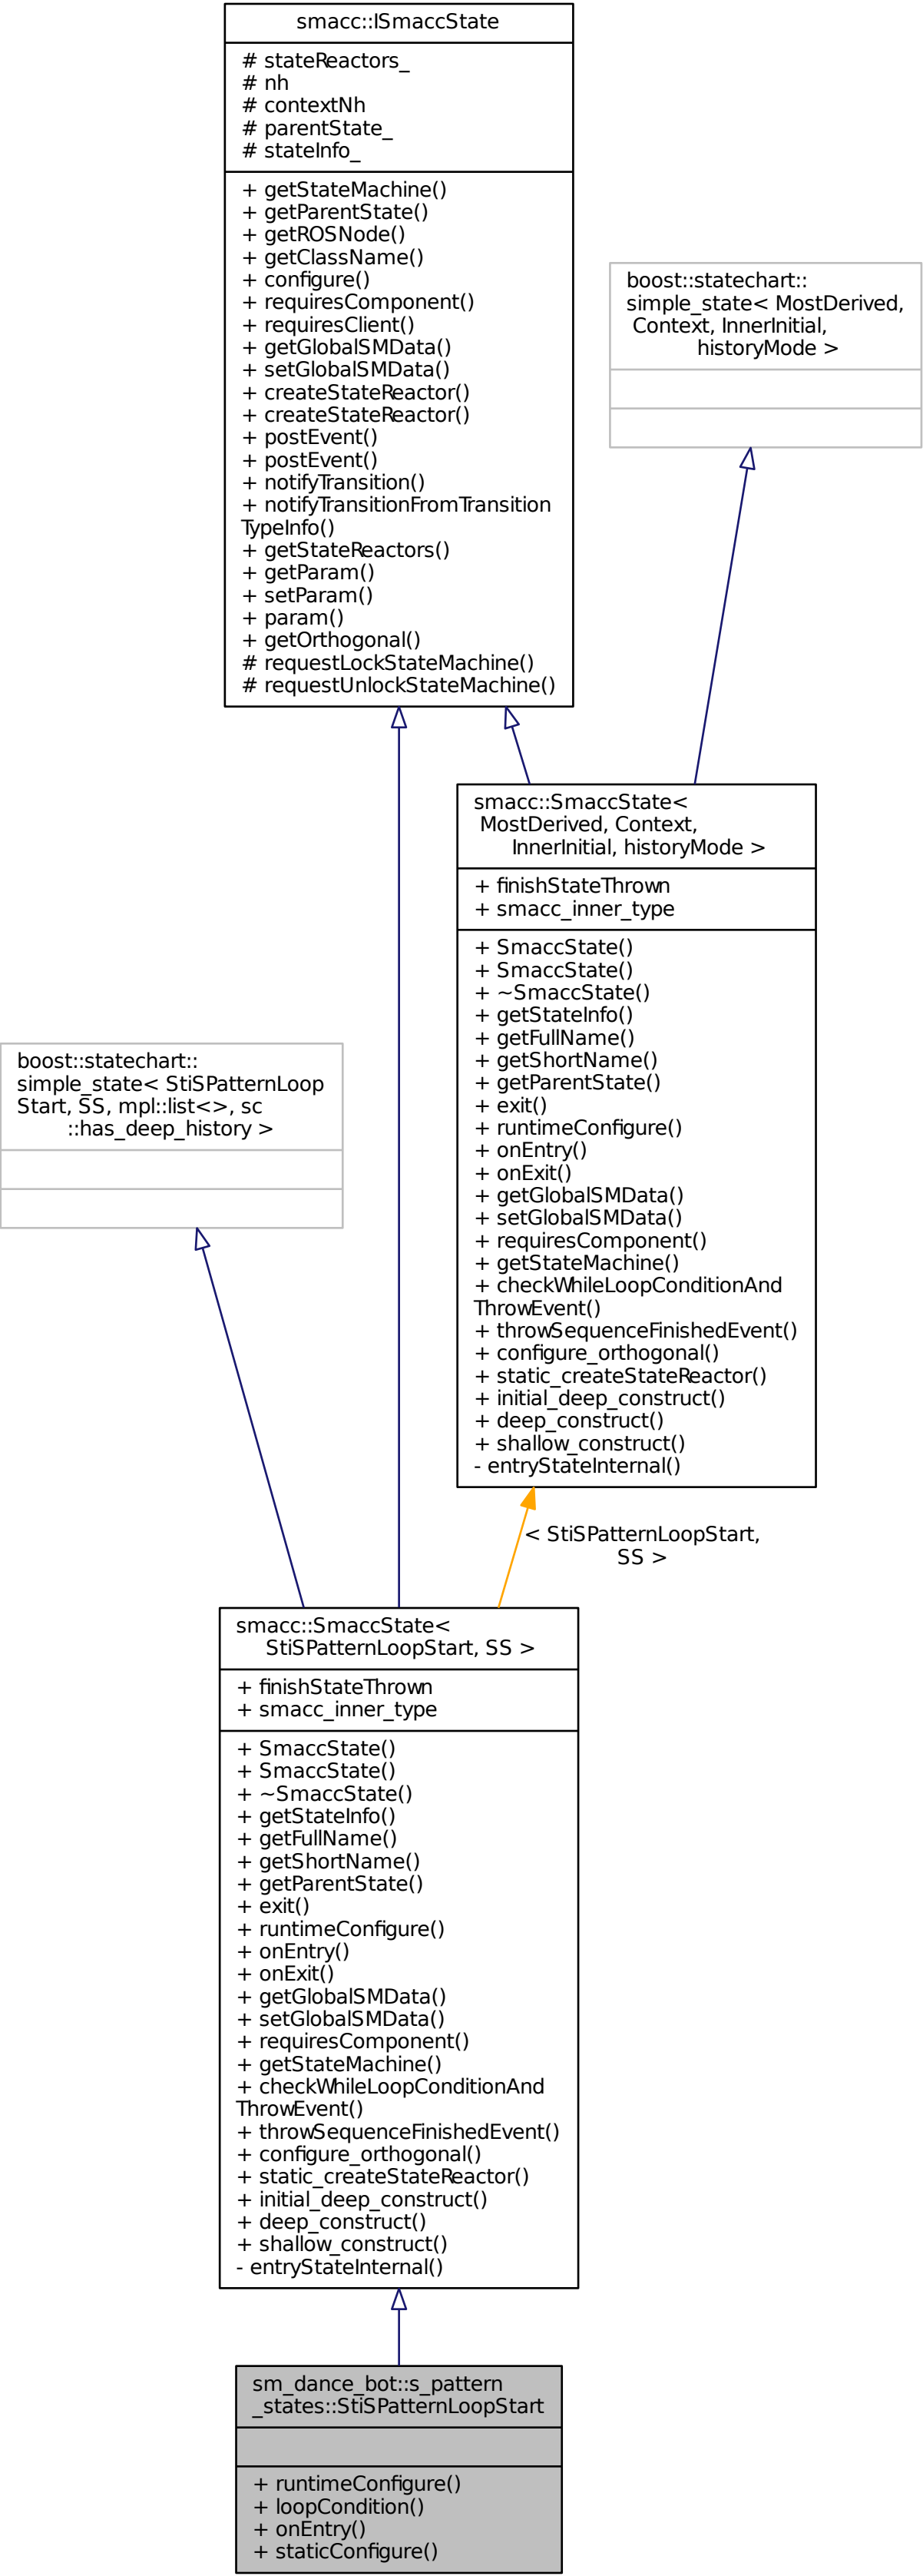 smacc::ISmaccState
# stateReactors_
# nh
# contextNh
# parentState_
# stateInfo_
+ getStateMachine()
+ getParentState()
+ getROSNode()
+ getClassName()
+ configure()
+ requiresComponent()
+ requiresClient()
+ getGlobalSMData()
+ setGlobalSMData()
+ createStateReactor()
+ createStateReactor()
+ postEvent()
+ postEvent()
+ notifyTransition()
+ notifyTransitionFromTransition
TypeInfo()
+ getStateReactors()
+ getParam()
+ setParam()
+ param()
+ getOrthogonal()
# requestLockStateMachine()
# requestUnlockStateMachine()
boost::statechart::
simple_state< MostDerived,
Context, InnerInitial,
historyMode >
smacc::SmaccState<
MostDerived, Context,
InnerInitial, historyMode >
+ finishStateThrown
+ smacc_inner_type
+ SmaccState()
+ SmaccState()
+ ~SmaccState()
+ getStateInfo()
+ getFullName()
+ getShortName()
+ getParentState()
+ exit()
+ runtimeConfigure()
+ onEntry()
+ onExit()
+ getGlobalSMData()
+ setGlobalSMData()
+ requiresComponent()
+ getStateMachine()
+ checkWhileLoopConditionAnd
ThrowEvent()
+ throwSequenceFinishedEvent()
+ configure_orthogonal()
+ static_createStateReactor()
+ initial_deep_construct()
+ deep_construct()
+ shallow_construct()
- entryStateInternal()
boost::statechart::
simple_state< StiSPatternLoop
Start, SS, mpl::list<>, sc
::has_deep_history >
< StiSPatternLoopStart,
SS >
smacc::SmaccState<
StiSPatternLoopStart, SS >
+ finishStateThrown
+ smacc_inner_type
+ SmaccState()
+ SmaccState()
+ ~SmaccState()
+ getStateInfo()
+ getFullName()
+ getShortName()
+ getParentState()
+ exit()
+ runtimeConfigure()
+ onEntry()
+ onExit()
+ getGlobalSMData()
+ setGlobalSMData()
+ requiresComponent()
+ getStateMachine()
+ checkWhileLoopConditionAnd
ThrowEvent()
+ throwSequenceFinishedEvent()
+ configure_orthogonal()
+ static_createStateReactor()
+ initial_deep_construct()
+ deep_construct()
+ shallow_construct()
- entryStateInternal()
sm_dance_bot::s_pattern
_states::StiSPatternLoopStart
+ runtimeConfigure()
+ loopCondition()
+ onEntry()
+ staticConfigure()